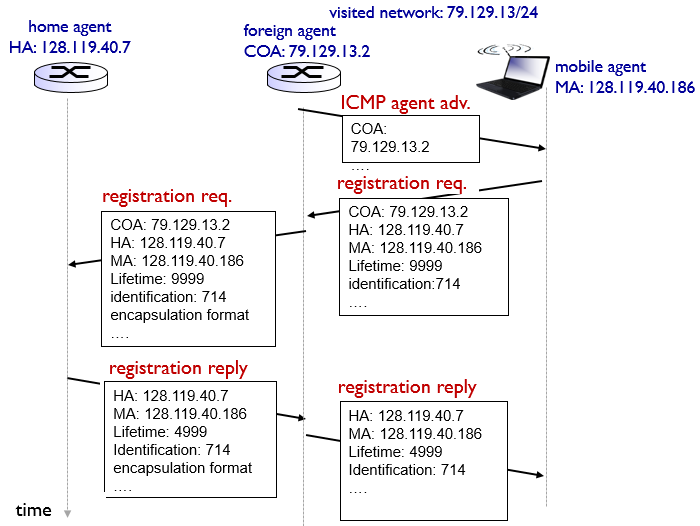 visited network: 79.129.13/24
home agent
HA: 128.119.40.7
foreign agent
COA: 79.129.13.2
mobile agent
MA: 128.119.40.186
ICMP agent adv.
COA:
79.129.13.2
....
registration req.
COA: 79.129.13.2
HA: 128.119.40.7
MA: 128.119.40.186
Lifetime: 9999
identification:714
....
registration req.
COA: 79.129.13.2
HA: 128.119.40.7
MA: 128.119.40.186
Lifetime: 9999
identification: 714
encapsulation format
....
registration reply
HA: 128.119.40.7
MA: 128.119.40.186
Lifetime: 4999
Identification: 714
encapsulation format
....
registration reply
HA: 128.119.40.7
MA: 128.119.40.186
Lifetime: 4999
Identification: 714
....
time